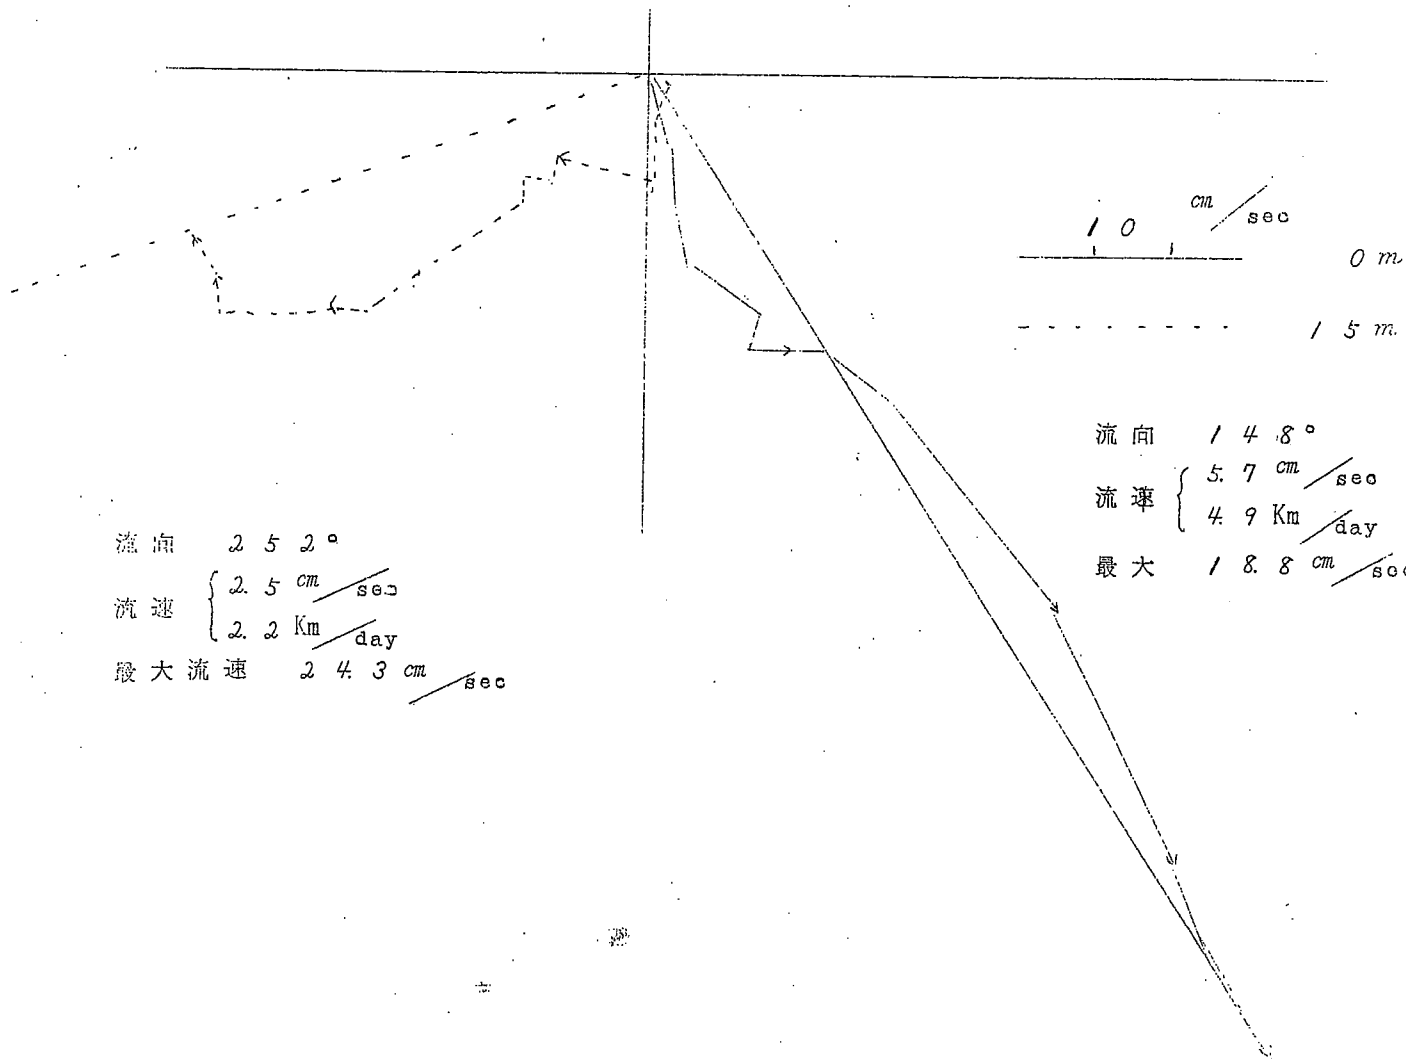 10 cm/sec
0 m
15 m
流向 148°
流速 { 5.7 cm/sec
4.9 Km/day
最大 18.8 cm/sec
流向 252°
流速 { 2.5 cm/sec
2.2 Km/day
最大流速 24.3 cm/sec